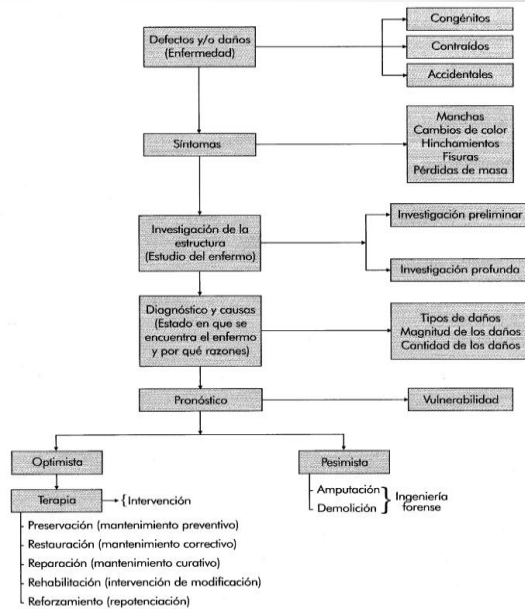 Defectos y/o daños
(Enfermedad)
Congénitos
Contraídos
Accidentales
Síntomas
Manchas
Cambios de color
Hinchamientos
Fisuras
Pérdidas de masa
Investigación de la
estructura
(Estudio del enfermo)
Investigación preliminar
Investigación profunda
Diagnóstico y causas
(Estado en que se
encuentra el enfermo
y por qué razones)
Tipos de daños
Magnitud de los daños
Cantidad de los daños
Pronóstico
Vulnerabilidad
Optimista
Terapia
{Intervención
- Preservación (mantenimiento preventivo)
- Restauración (mantenimiento correctivo)
- Reparación (mantenimiento curativo)
- Rehabilitación (intervención de modificación)
- Reforzamiento (repotenciación)
Pesimista
- Amputación
- Demolición
} Ingeniería
forense